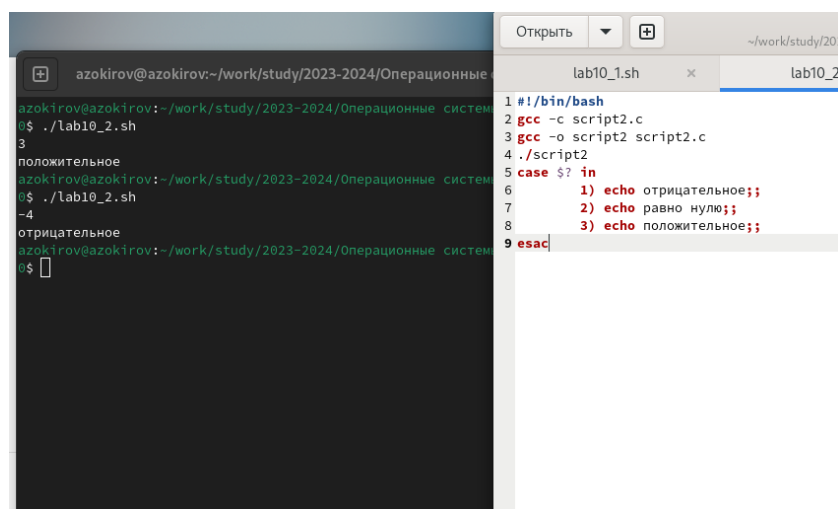 azokirov@azokirov:~/work/study/2023-2024/Операционные
azokirov@azokirov:~/work/study/2023-2024/Операционные
0$ ./lab10_2.sh
3
положительное
azokirov@azokirov:~/work/study/2023-2024/Операционные
0$ ./lab10_2.sh
-4
отрицательное
azokirov@azokirov:~/work/study/2023-2024/Операционные
0$
Открыть
~/work/study/20
lab10_1.sh ×
lab10_2
1 #!/bin/bash
2 gcc -c script2.c
3 gcc -o script2 script2.c
4 ./script2
5 case $? in
6 1) echo отрицательное;;
7 2) echo равно нулю;;
8 3) echo положительное;;
9 esac